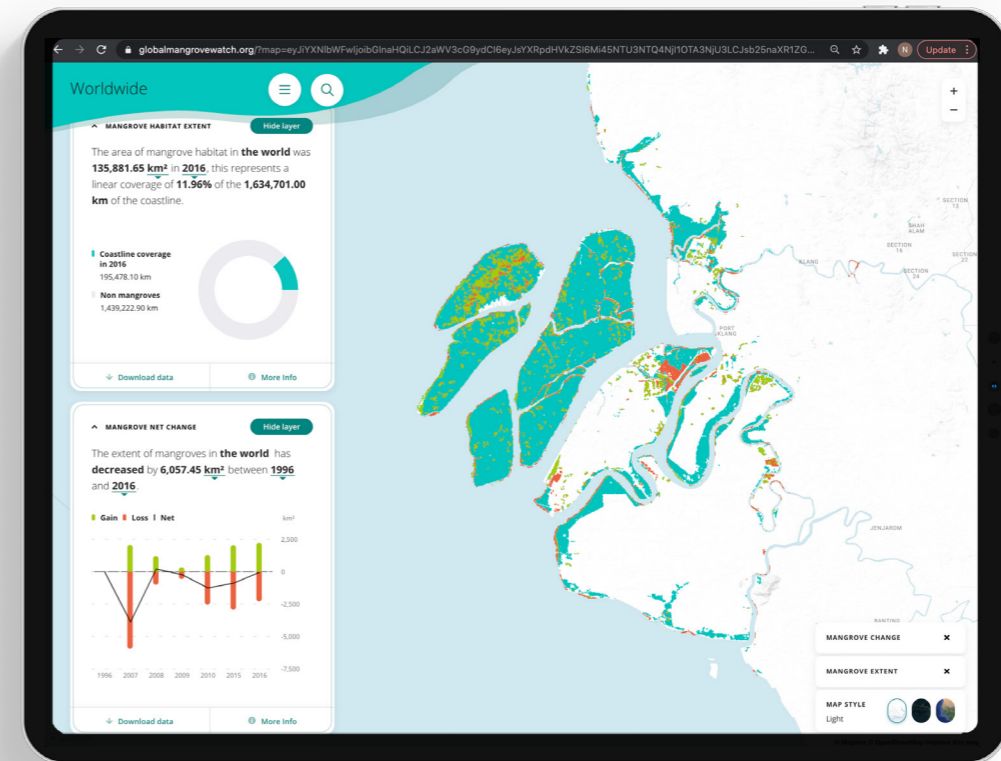 globalmangrovewatch.org/?map=eyJiYXNlbWFwIjoibGlnaHQiLCJ2aWV3cG9ydCI6eyJsYXRpdHVkZSI6Mi45NTU3NTQ4NjI1OTA3NjU3
N
Update
Worldwide
MANGROVE HABITAT EXTENT
Hide layer
The area of mangrove habitat in the world was
135,881.65 km² in 2016, this represents a
linear coverage of 11.96% of the 1,634,701.00
km of the coastline.
Coastline coverage
in 2016
195,478.10 km
Non mangroves
1,439,222.90 km
Download data
More Info
MANGROVE NET CHANGE
Hide layer
The extent of mangroves in the world has
decreased by 6,057.45 km² between 1996
and 2016.
Gain Loss Net
km²
2,500
0
-2,500
-5,000
-7,500
1996 2007 2008 2009 2010 2015 2016
Download data
More Info
+
−
SECTION
13
SHAH
ALAM
SECTION
16
SECTION
22
KLANG
SECTION
24
PORT
KLANG
JENJAROM
BANTING
MANGROVE CHANGE
MANGROVE EXTENT
MAP STYLE
Light